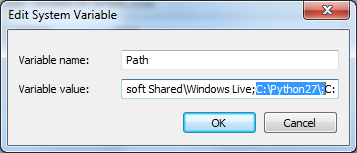 Edit System Variable
Variable name: Path
Variable value: soft Shared\Windows Live;C:\Python27\;C:
OK Cancel